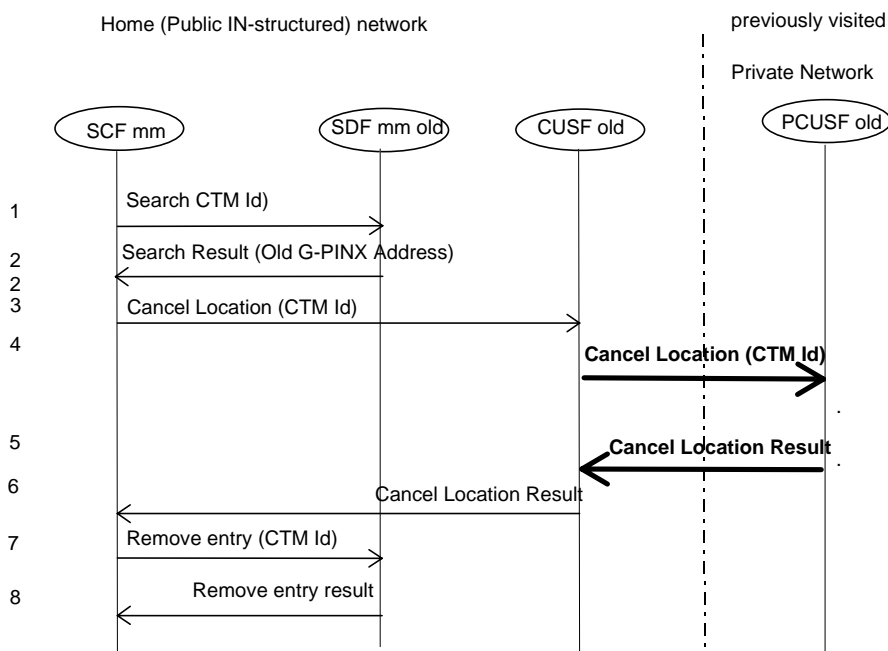 Home (Public IN-structured) network
previously visited
Private Network
SCF mm
SDF mm old
CUSF old
PCUSF old
1
Search CTM Id)
2
Search Result (Old G-PINX Address)
2
3
Cancel Location (CTM Id)
4
Cancel Location (CTM Id)
.
5
Cancel Location Result
.
6
Cancel Location Result
7
Remove entry (CTM Id)
8
Remove entry result